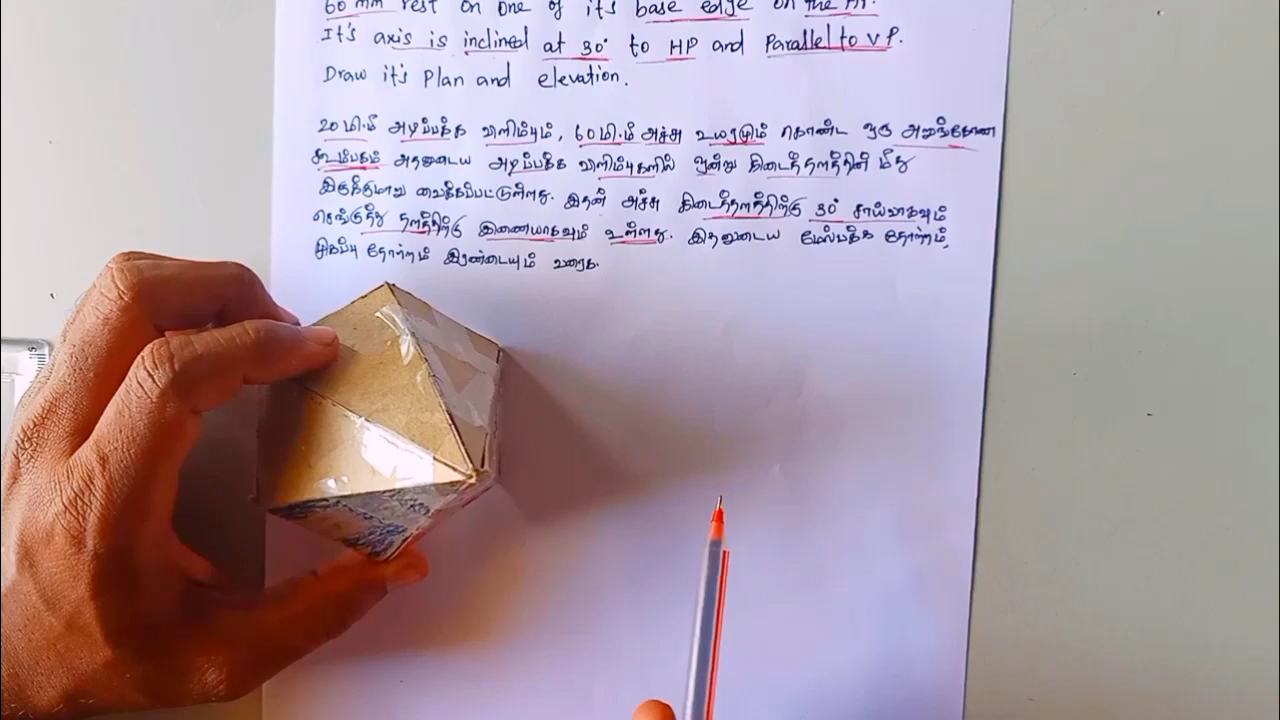 60 mm rest on one of it's base edge on the HP.
It's axis is inclined at 30° to HP and Parallel to VP.
Draw it's Plan and elevation.
20 மி.மீ அடிப்பக்க விளிம்பும், 60 மி.மீ அச்சு உயரமும் கொண்ட ஒரு அறுங்கோண
கூம்பகம் அதனுடைய அடிப்பக்க விளிம்புகளில் ஒன்று கிடைத்தளத்தின் மீது
இருக்குமாறு வைக்கப்பட்டுள்ளது. இதன் அச்சு கிடைத்தளத்திற்கு 30° சாய்வாகவும்
செங்குத்து தளத்திற்கு இணையாகவும் உள்ளது. இதனுடைய மேல்பக்க தோற்றம்,
முகப்பு தோற்றம் இரண்டையும் வரைக.